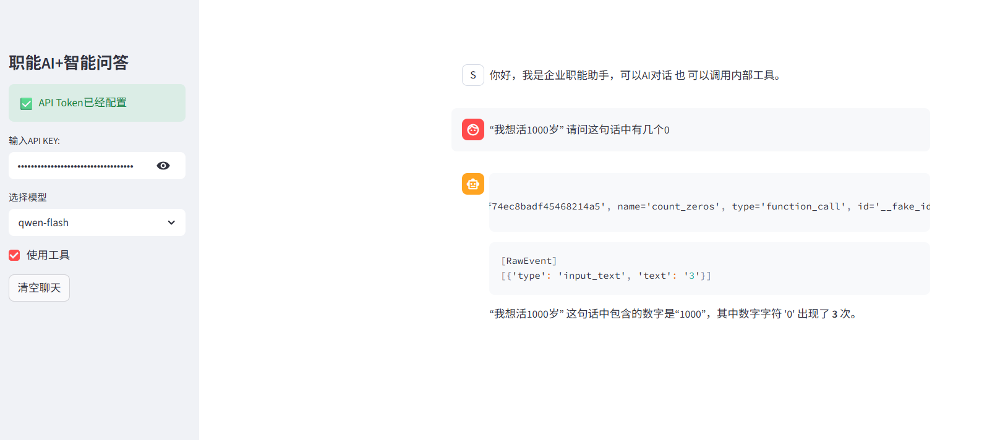 职能AI+智能问答
API Token已经配置
输入API KEY:
选择模型
qwen-flash
使用工具
清空聊天
S
你好，我是企业职能助手，可以AI对话 也 可以调用内部工具。
“我想活1000岁” 请问这句话中有几个0
f74ec8badf45468214a5', name='count_zeros', type='function_call', id='__fake_id
[RawEvent]
[{'type': 'input_text', 'text': '3'}]
“我想活1000岁” 这句话中包含的数字是“1000”，其中数字字符 '0' 出现了 3 次。